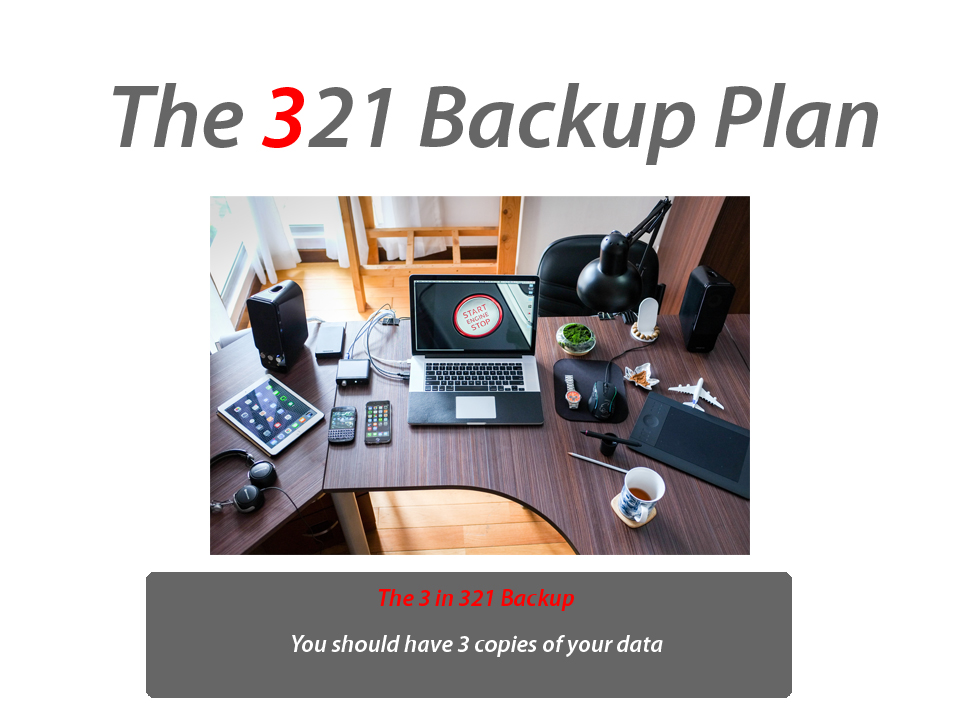 The 321 Backup Plan
START
ENGINE
STOP
The 3 in 321 Backup
You should have 3 copies of your data